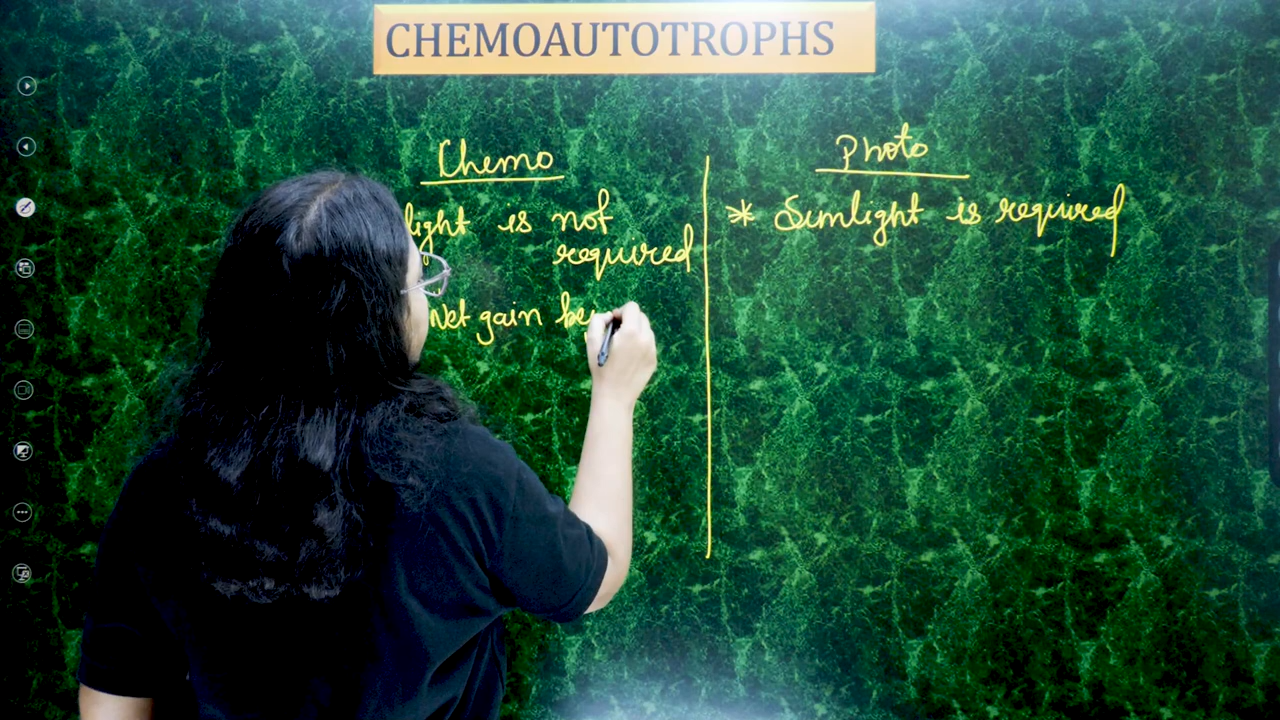 CHEMOAUTOTROPHS
Chemo
light is not
required
Net gain
Photo
* Sunlight is required